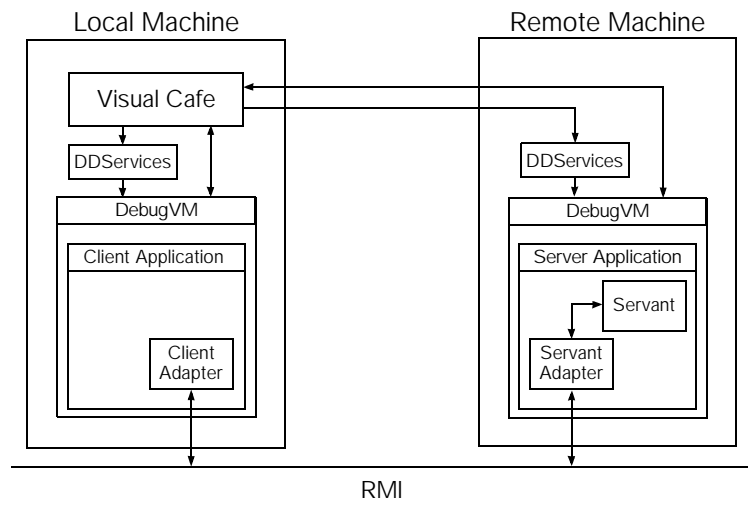 Local Machine
Remote Machine
Visual Cafe
DDServices
DDServices
DebugVM
DebugVM
Client Application
Server Application
Servant
Client
Adapter
Servant
Adapter
RMI